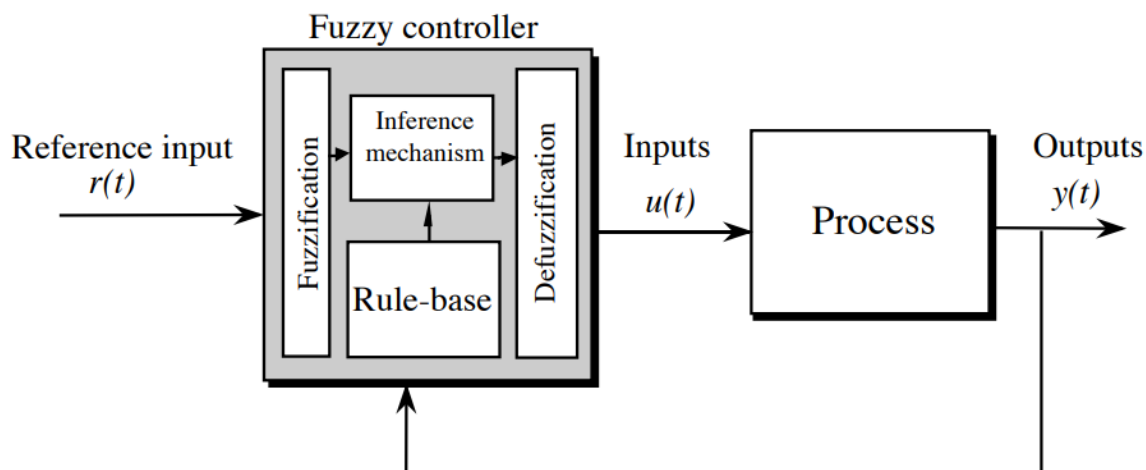 Fuzzy controller
Reference input
r(t)
Fuzzification
Inference
mechanism
Rule-base
Defuzzification
Inputs
u(t)
Process
Outputs
y(t)